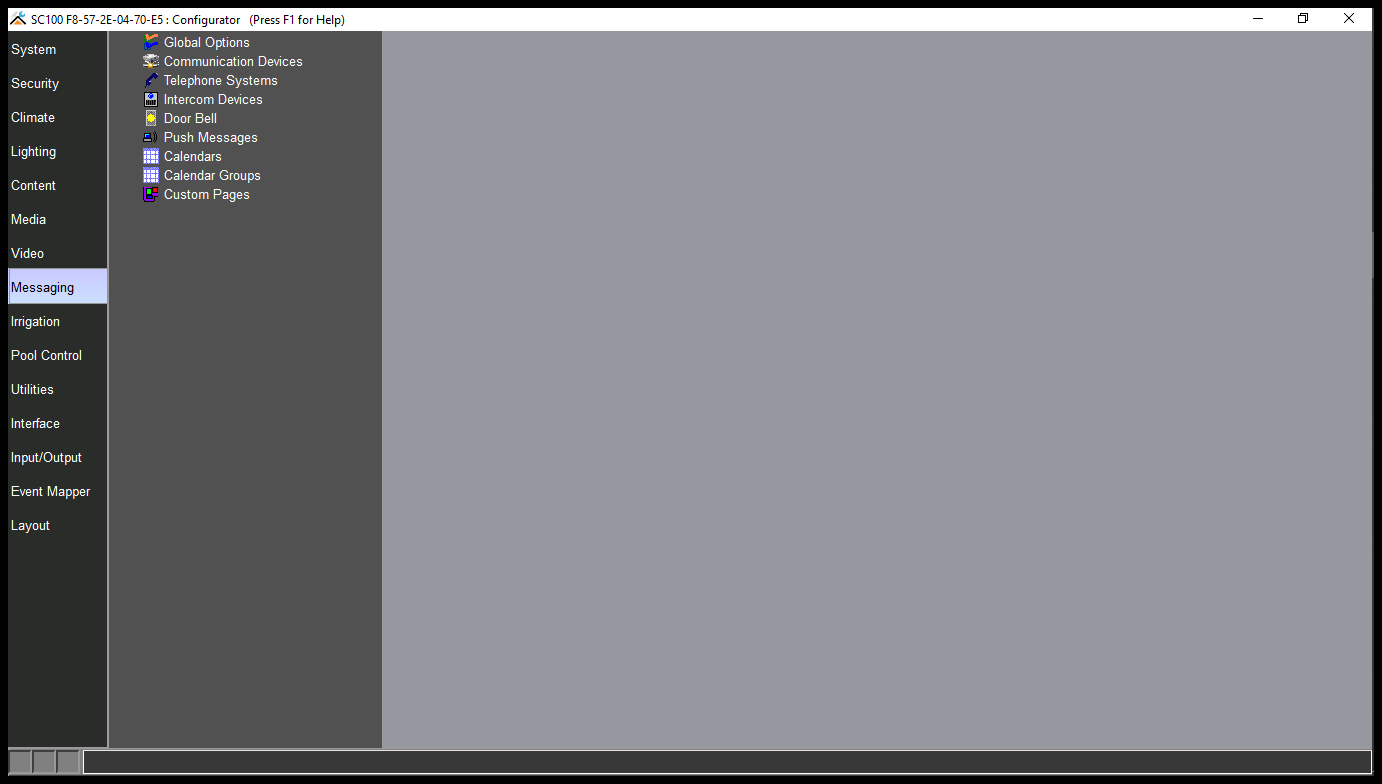 SC100 F8-57-2E-04-70-E5 : Configurator (Press F1 for Help)
System
Security
Climate
Lighting
Content
Media
Video
Messaging
Irrigation
Pool Control
Utilities
Interface
Input/Output
Event Mapper
Layout
Global Options
Communication Devices
Telephone Systems
Intercom Devices
Door Bell
Push Messages
Calendars
Calendar Groups
Custom Pages